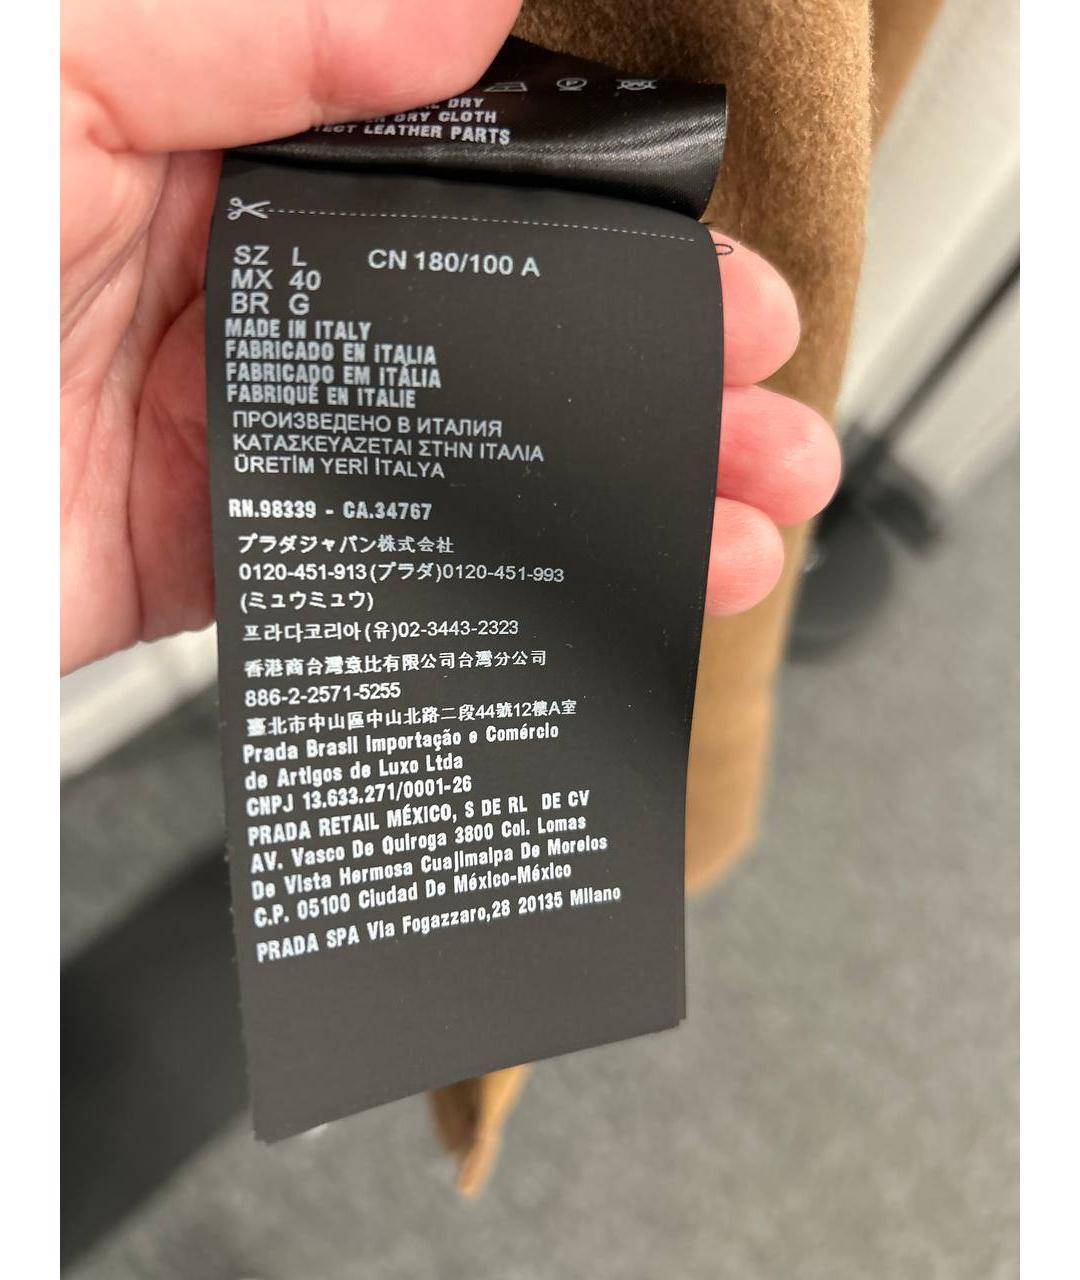 DRY
DRY CLOTH
LEATHER PARTS
SZ L CN 180/100 A
MX 40
BR G
MADE IN ITALY
FABRICADO EN ITALIA
FABRICADO EM ITÁLIA
FABRIQUÉ EN ITALIE
ПРОИЗВЕДЕНО В ИТАЛИЯ
ΚΑΤΑΣΚΕΥΑΖΕΤΑΙ ΣΤΗΝ ΙΤΑΛΙΑ
ÜRETİM YERİ İTALYA
RN.98339 - CA.34767
プラダジャパン株式会社
0120-451-913(プラダ)0120-451-993
(ミュウミュウ)
프라다코리아(유)02-3443-2323
香港商台灣意比有限公司台灣分公司
886-2-2571-5255
臺北市中山區中山北路二段44號12樓A室
Prada Brasil Importação e Comércio
de Artigos de Luxo Ltda
CNPJ 13.633.271/0001-26
PRADA RETAIL MÉXICO, S DE RL DE CV
AV. Vasco De Quiroga 3800 Col. Lomas
De Vista Hermosa Cuajimalpa De Morelos
C.P. 05100 Ciudad De México-México
PRADA SPA Via Fogazzaro,28 20135 Milano